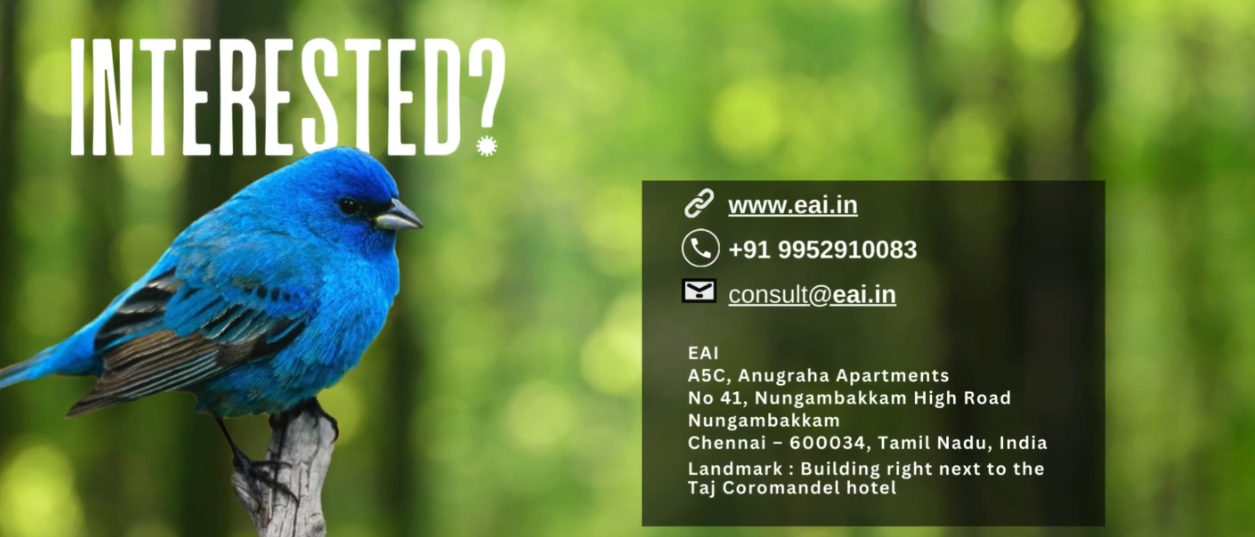 INTERESTED?
www.eai.in
+91 9952910083
consult@eai.in
EAI
A5C, Anugraha Apartments
No 41, Nungambakkam High Road
Nungambakkam
Chennai – 600034, Tamil Nadu, India
Landmark : Building right next to the
Taj Coromandel hotel